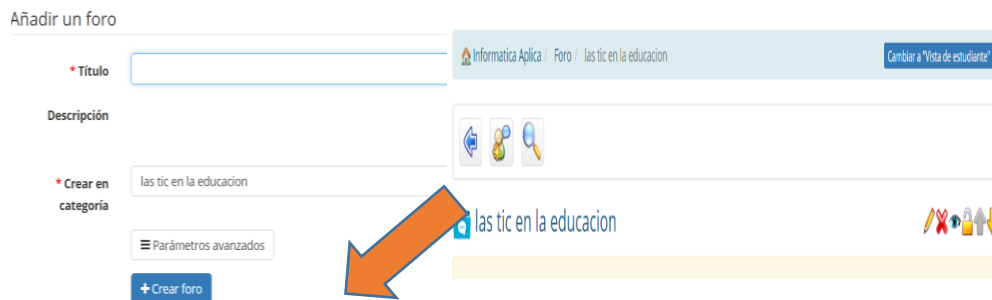 Añadir un foro
* Título
Descripción
* Crear en categoría
las tic en la educacion
Parámetros avanzados
+ Crear foro
Informatica Aplica / Foro / las tic en la educacion
Cambiar a "Vista de estudiante"
las tic en la educacion